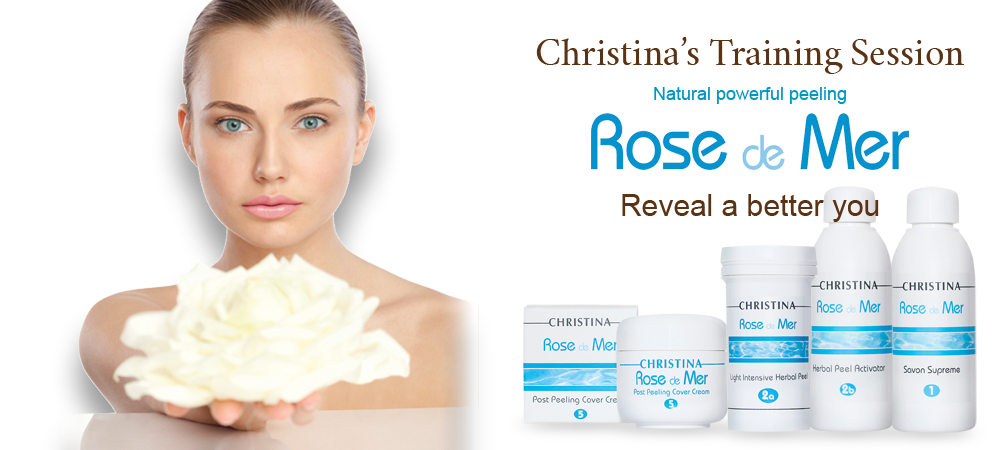 Christina's Training Session
Natural powerful peeling
Rose de Mer
Reveal a better you
CHRISTINA
Rose de Mer
Post Peeling Cover Cre
5
CHRISTINA
Rose de Mer
Post Peeling Cover Cream
5
CHRISTINA
Rose de Mer
Light Intensive Herbal Peel
2a
CHRISTINA
Rose de Mer
Herbal Peel Activator
2b
CHRISTINA
Rose de Mer
Savon Supreme
1